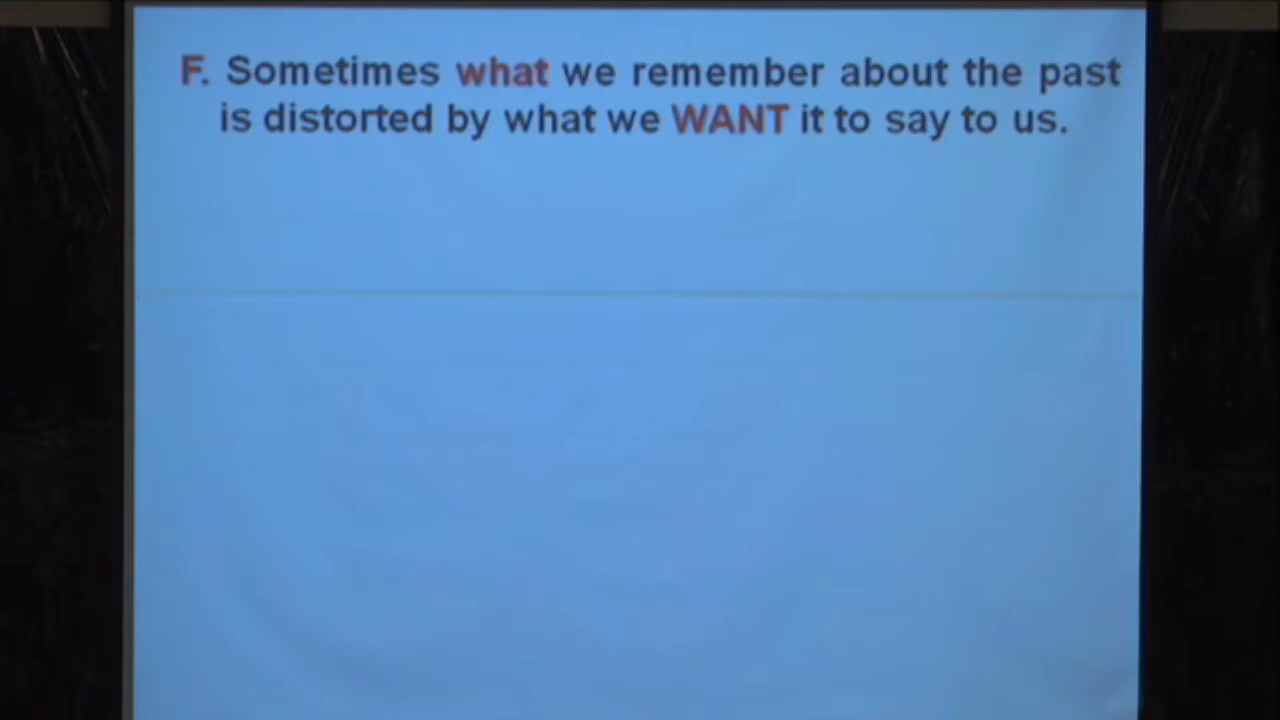 F. Sometimes what we remember about the past
is distorted by what we WANT it to say to us.